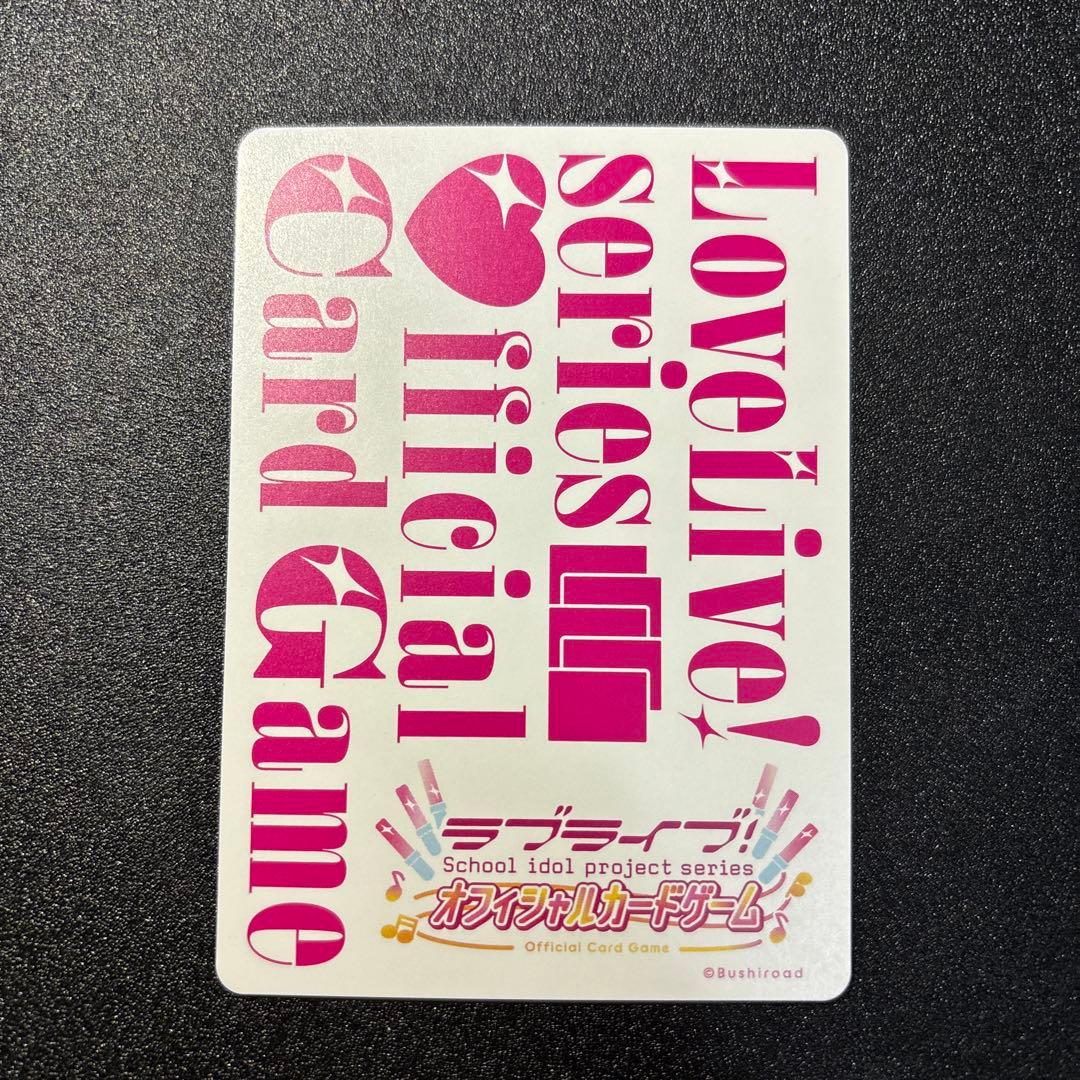 LoveLive!
series
♥fficial
Card Game
ラブライブ!
School idol project series
オフィシャルカードゲーム
Official Card Game
©Bushiroad